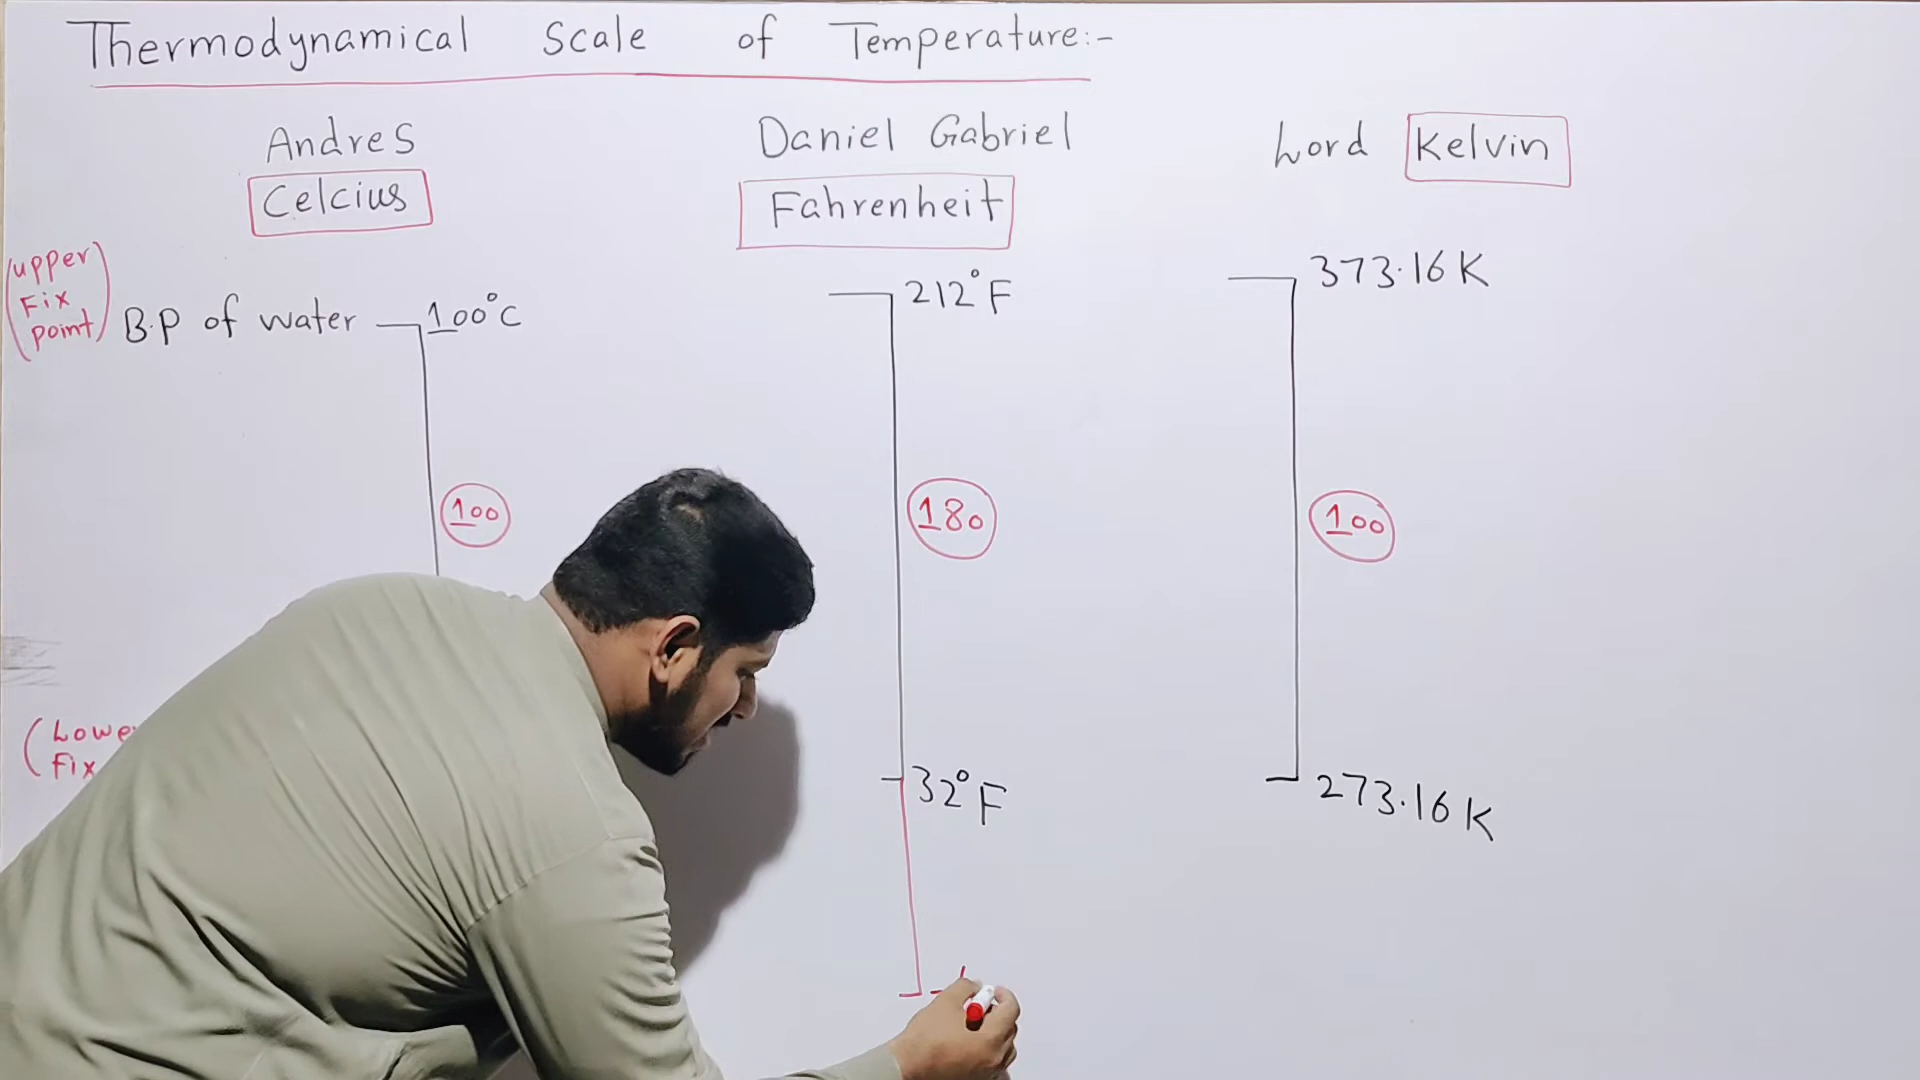 Thermodynamical Scale of Temperature:-
Andres
Celcius
Daniel Gabriel
Fahrenheit
Lord Kelvin
(upper
Fix
point)
B.P of water
100°C
212°F
373.16 K
100
180
100
(Lower
Fix
32°F
273.16 K